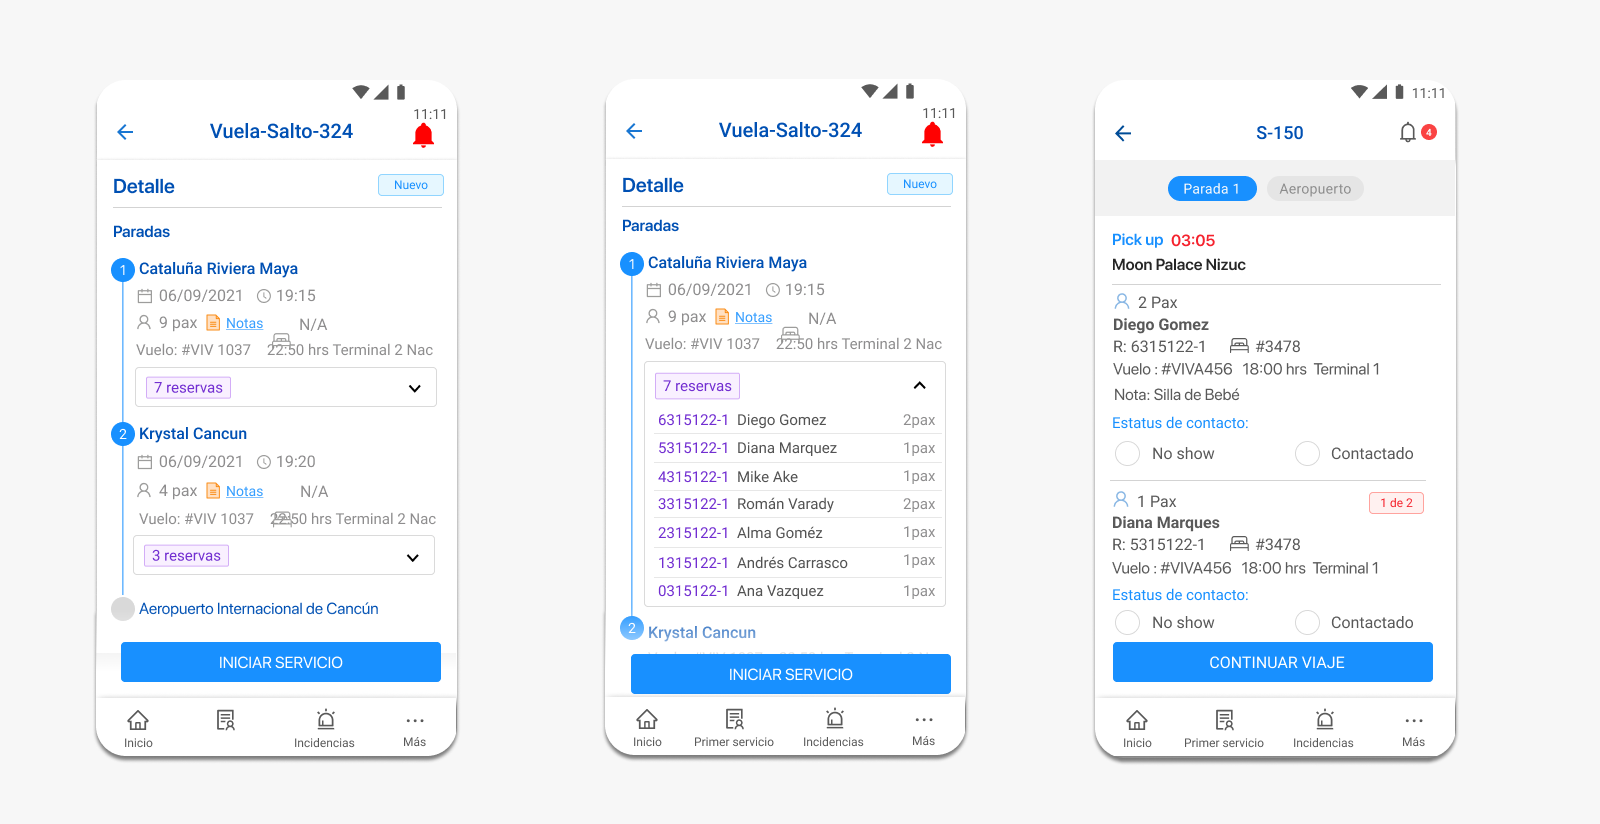 11:11
Vuela-Salto-324
Detalle
Nuevo
Paradas
1 Cataluña Riviera Maya
06/09/2021 19:15
9 pax Notas N/A
Vuelo: #VIV 1037 22:50 hrs Terminal 2 Nac
7 reservas
2 Krystal Cancun
06/09/2021 19:20
4 pax Notas N/A
Vuelo: #VIV 1037 22:50 hrs Terminal 2 Nac
3 reservas
Aeropuerto Internacional de Cancún
INICIAR SERVICIO
Inicio Incidencias Más
11:11
Vuela-Salto-324
Detalle
Nuevo
Paradas
1 Cataluña Riviera Maya
06/09/2021 19:15
9 pax Notas N/A
Vuelo: #VIV 1037 22:50 hrs Terminal 2 Nac
7 reservas
6315122-1 Diego Gomez 2pax
5315122-1 Diana Marquez 1pax
4315122-1 Mike Ake 1pax
3315122-1 Román Varady 2pax
2315122-1 Alma Goméz 1pax
1315122-1 Andrés Carrasco 1pax
0315122-1 Ana Vazquez 1pax
2 Krystal Cancun
INICIAR SERVICIO
Inicio Primer servicio Incidencias Más
11:11
S-150
4
Parada 1 Aeropuerto
Pick up 03:05
Moon Palace Nizuc
2 Pax
Diego Gomez
R: 6315122-1 #3478
Vuelo : #VIVA456 18:00 hrs Terminal 1
Nota: Silla de Bebé
Estatus de contacto:
No show Contactado
1 Pax
1 de 2
Diana Marques
R: 5315122-1 #3478
Vuelo : #VIVA456 18:00 hrs Terminal 1
Estatus de contacto:
No show Contactado
CONTINUAR VIAJE
Inicio Primer servicio Incidencias Más